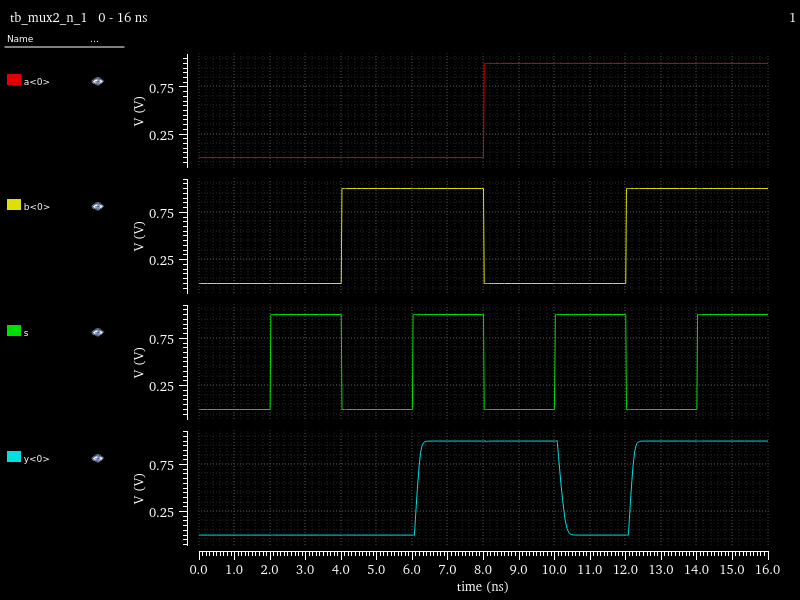 tb_mux2_n_1 0 - 16 ns 1
Name ...
a<0>
V (V) 0.75 0.25
b<0>
V (V) 0.75 0.25
s
V (V) 0.75 0.25
y<0>
V (V) 0.75 0.25
0.0 1.0 2.0 3.0 4.0 5.0 6.0 7.0 8.0 9.0 10.0 11.0 12.0 13.0 14.0 15.0 16.0
time (ns)